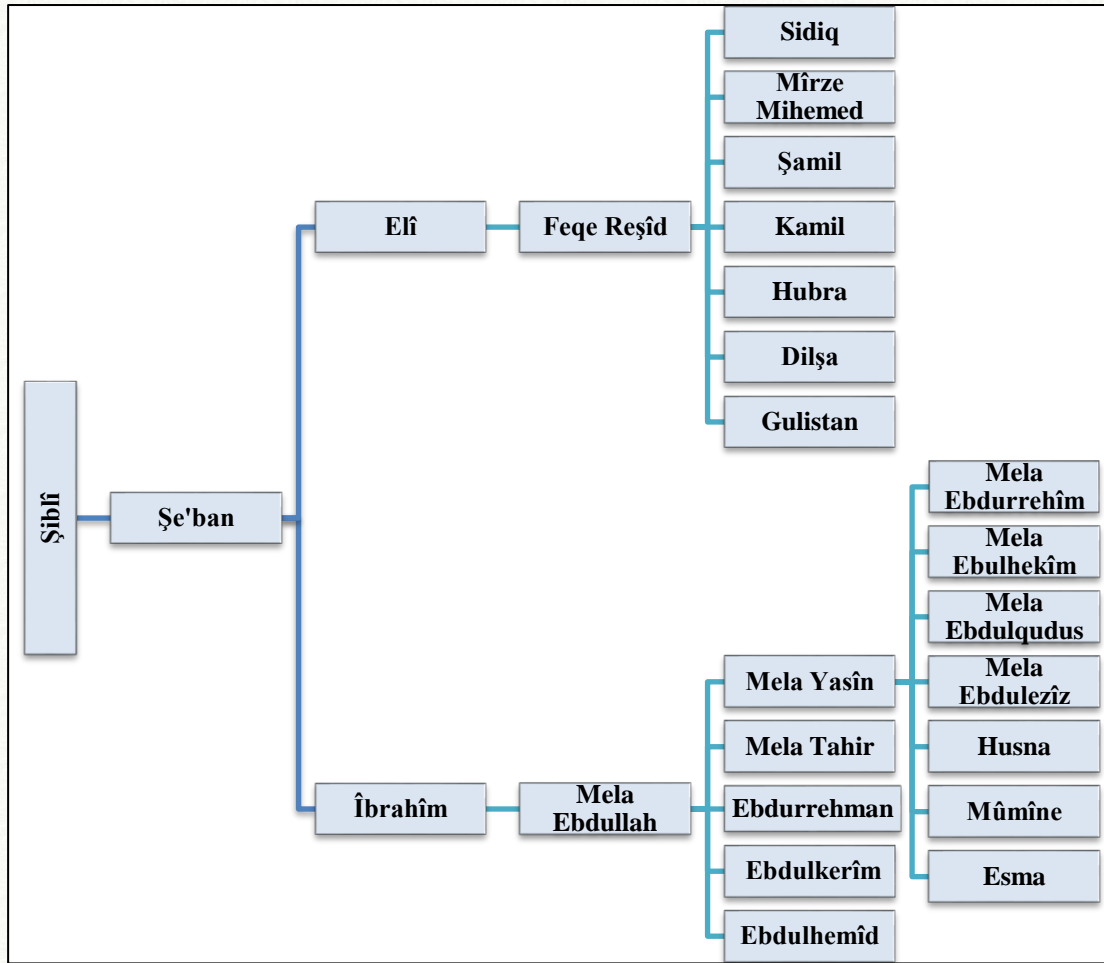 Şiblî
Şe'ban
Elî
Feqe Reşîd
Sidiq
Mîrze
Mihemed
Şamil
Kamil
Hubra
Dilşa
Gulistan
Îbrahîm
Mela
Ebdullah
Mela Yasîn
Mela Tahir
Ebdurrehman
Ebdulkerîm
Ebdulhemîd
Mela
Ebdurrehîm
Mela
Ebulhekîm
Mela
Ebdulqudus
Mela
Ebdulezîz
Husna
Mûmîne
Esma